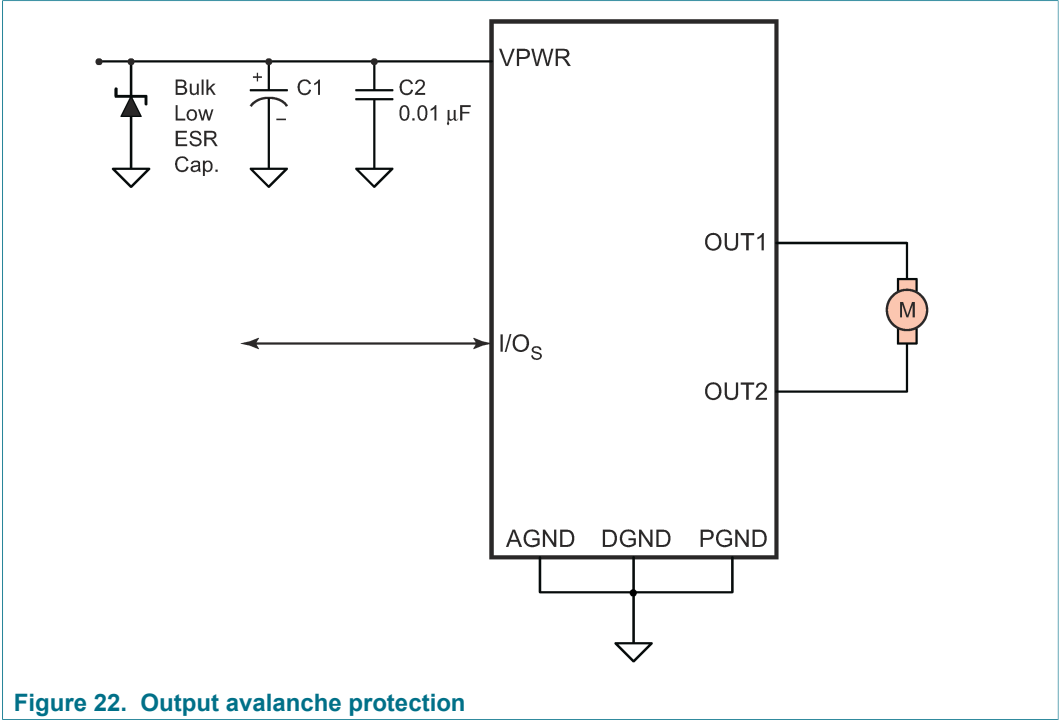 VPWR
Bulk
Low
ESR
Cap.
+
C1
–
C2
0.01 μF
OUT1
M
I/OS
OUT2
AGND DGND PGND
Figure 22. Output avalanche protection